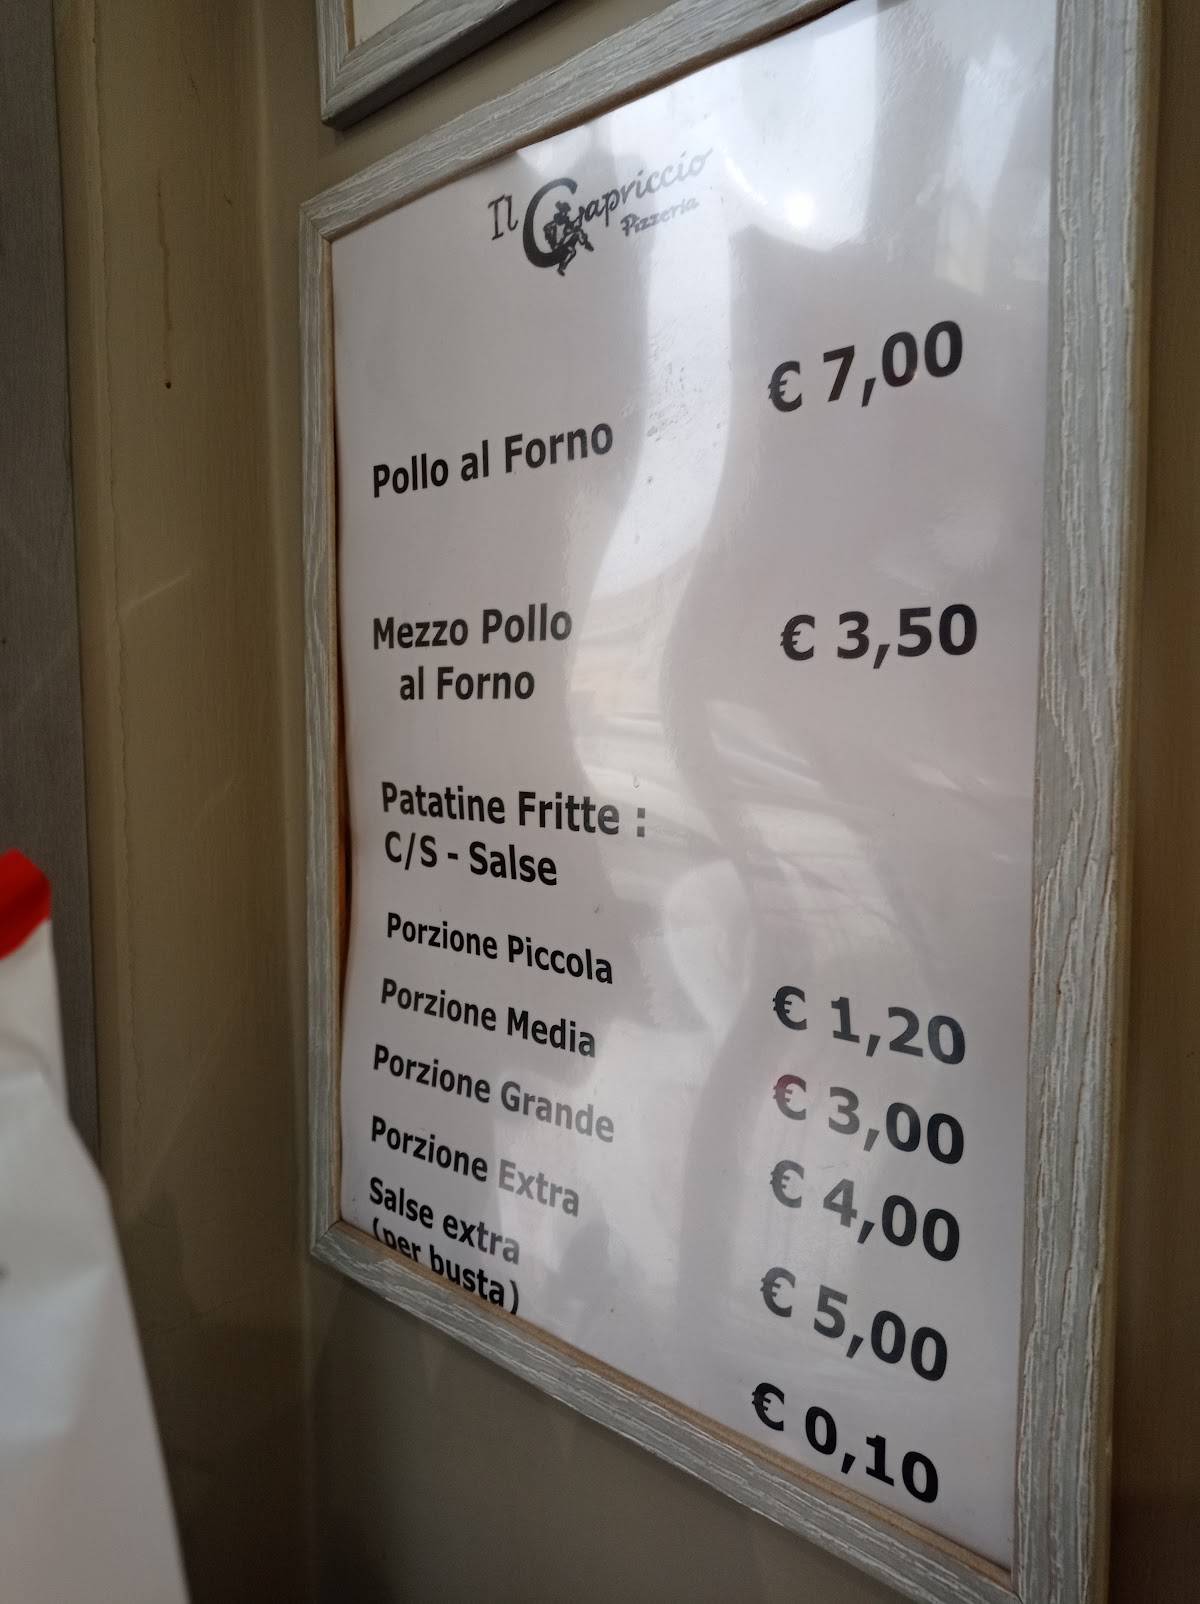 Il Capriccio
Pizzeria
Pollo al Forno € 7,00
Mezzo Pollo € 3,50
al Forno
Patatine Fritte :
C/S - Salse
Porzione Piccola € 1,20
Porzione Media € 3,00
Porzione Grande € 4,00
Porzione Extra € 5,00
Salse extra € 0,10
(per busta)